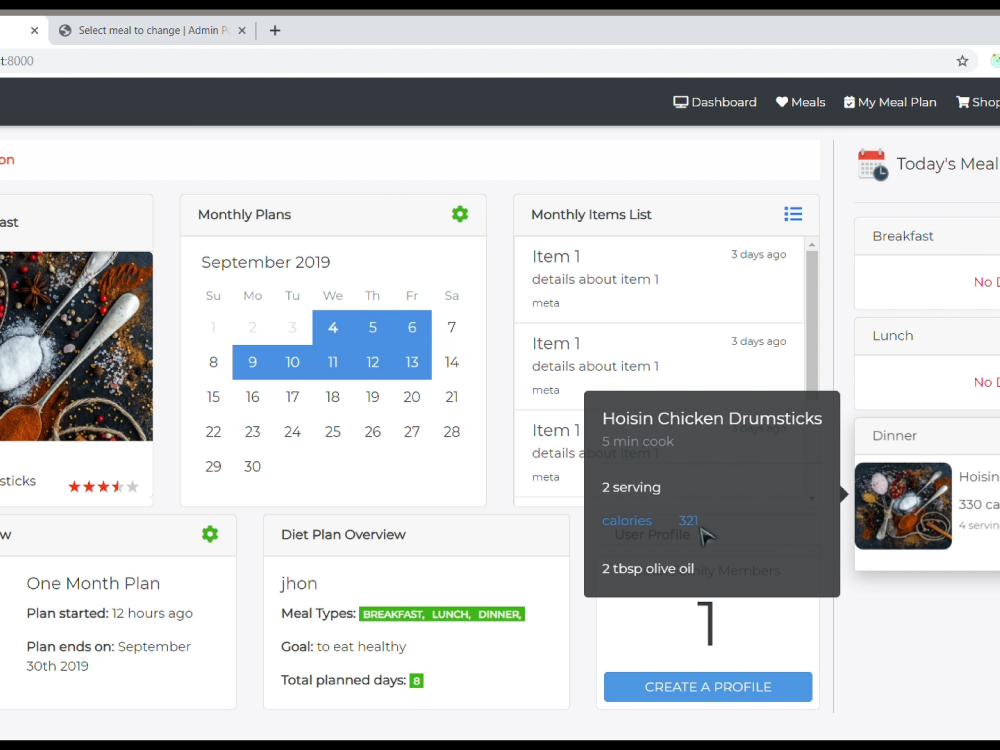 Select meal to change | Admin Po
t:8000
Dashboard Meals My Meal Plan Shop
on
Today's Meal
ast
Monthly Plans
Monthly Items List
Breakfast
No D
September 2019
Su Mo Tu We Th Fr Sa
1 2 3 4 5 6 7
8 9 10 11 12 13 14
15 16 17 18 19 20 21
22 23 24 25 26 27 28
29 30
Item 1 3 days ago
details about item 1
meta
Item 1 3 days ago
details about item 1
meta
Item 1 3 days ago
details about item 1
meta
Lunch
No D
Hoisin Chicken Drumsticks
5 min cook
2 serving
calories 321
2 tbsp olive oil
Dinner
Hoisin
330 ca
4 servin
sticks
w
One Month Plan
Plan started: 12 hours ago
Plan ends on: September
30th 2019
Diet Plan Overview
jhon
Meal Types: BREAKFAST, LUNCH, DINNER,
Goal: to eat healthy
Total planned days: 8
User Profile
Members
1
CREATE A PROFILE